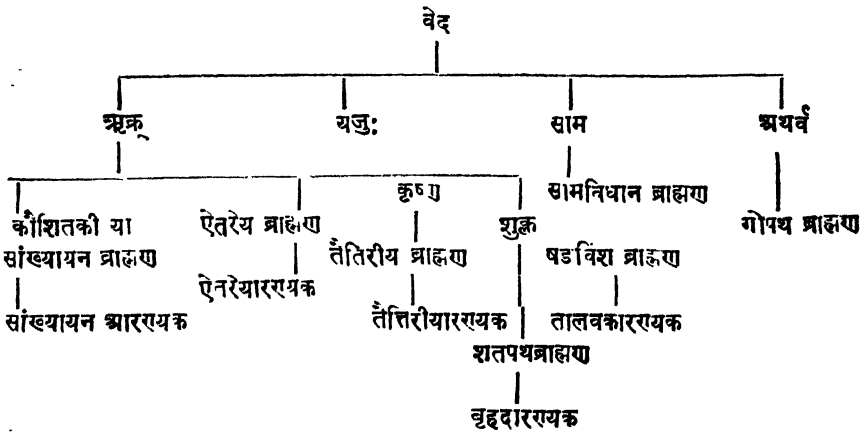 वेद
ऋक् यजुः साम अथर्व
कृष्ण सामविधान ब्राह्मण
कौशितकी या ऐतरेय ब्राह्मण शुक्ल गोपथ ब्राह्मण
सांख्यायन ब्राह्मण तैतिरीय ब्राह्मण षडविंश ब्राह्मण
ऐतरेयारण्यक
सांख्यायन आरण्यक तैत्तिरीयारण्यक तालवकारण्यक
शतपथब्राह्मण
वृहदारण्यक